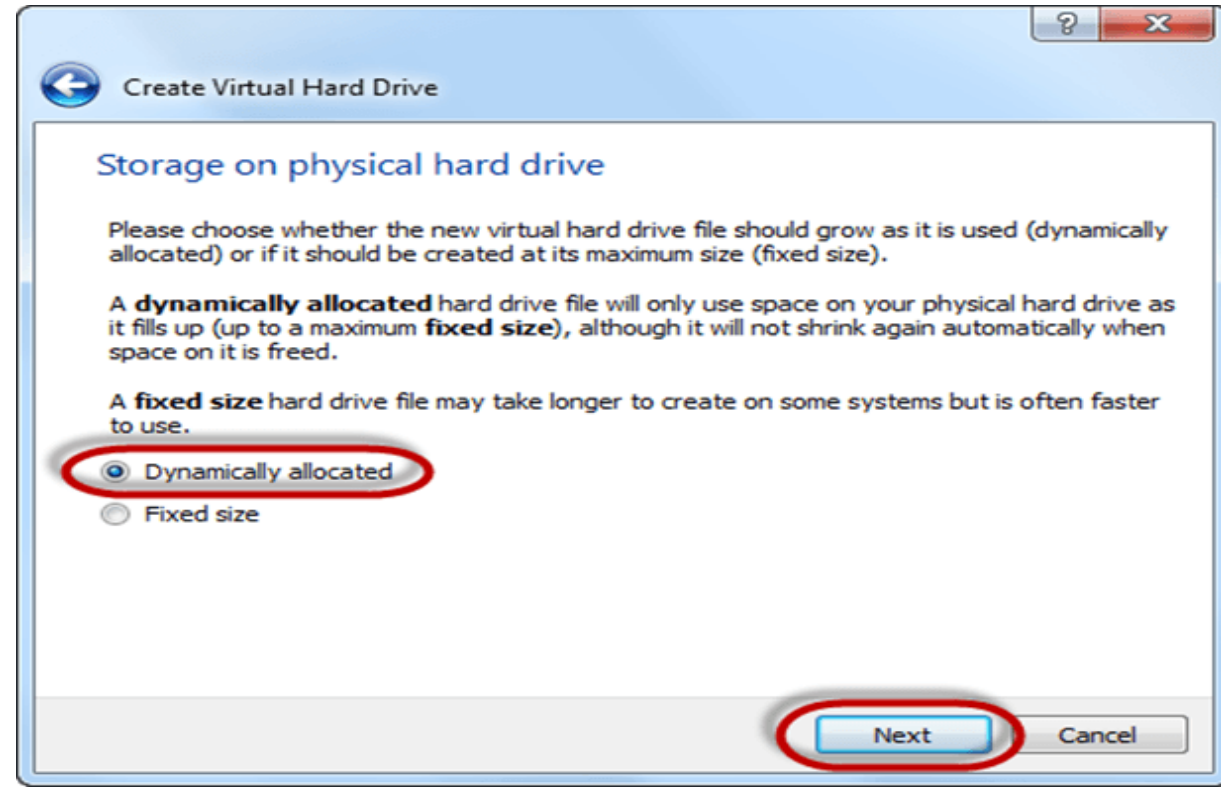 ?
Create Virtual Hard Drive
Storage on physical hard drive
Please choose whether the new virtual hard drive file should grow as it is used (dynamically
allocated) or if it should be created at its maximum size (fixed size).
A dynamically allocated hard drive file will only use space on your physical hard drive as
it fills up (up to a maximum fixed size), although it will not shrink again automatically when
space on it is freed.
A fixed size hard drive file may take longer to create on some systems but is often faster
to use.
Dynamically allocated
Fixed size
Next Cancel